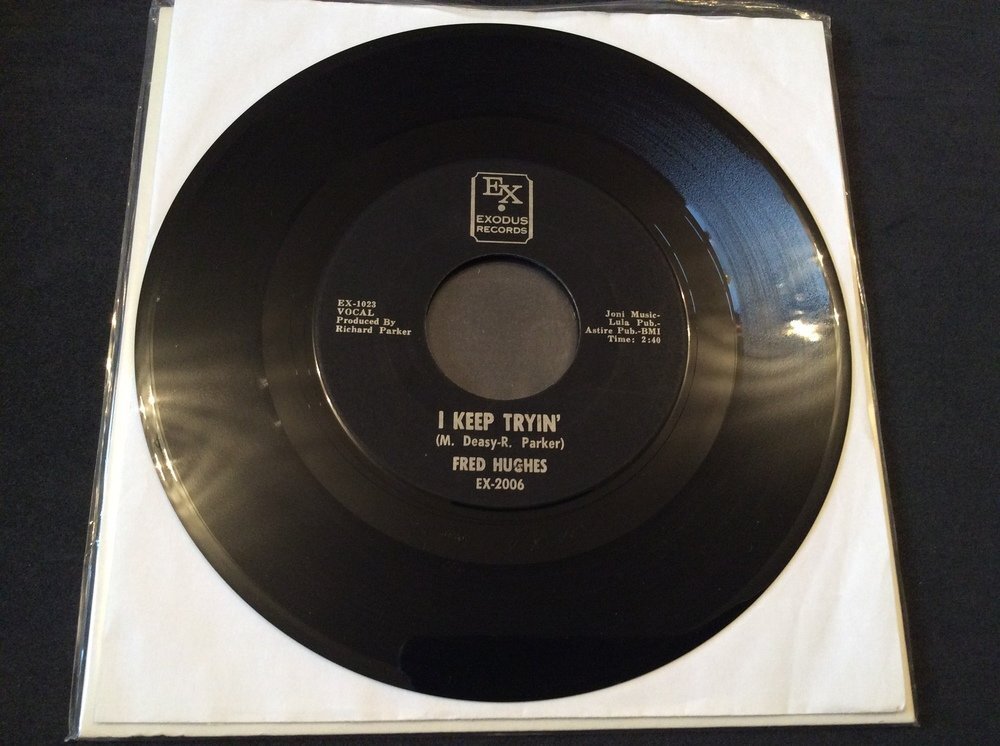 EX
EXODUS
RECORDS
EX-1023
VOCAL
Produced By
Richard Parker
Joni Music-
Lula Pub.-
Astire Pub.-BMI
Time: 2:40
I KEEP TRYIN'
(M. Deasy-R. Parker)
FRED HUGHES
EX-2006